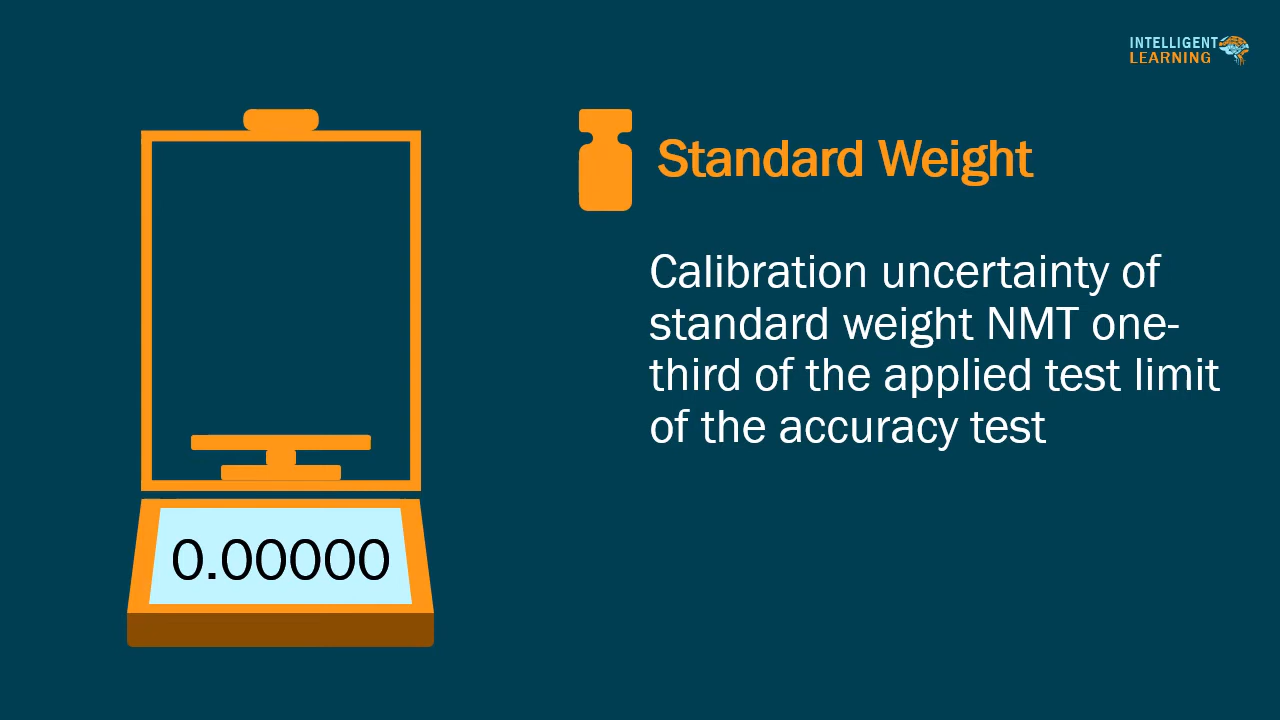 INTELLIGENT
LEARNING
Standard Weight
Calibration uncertainty of
standard weight NMT one-
third of the applied test limit
of the accuracy test
0.00000